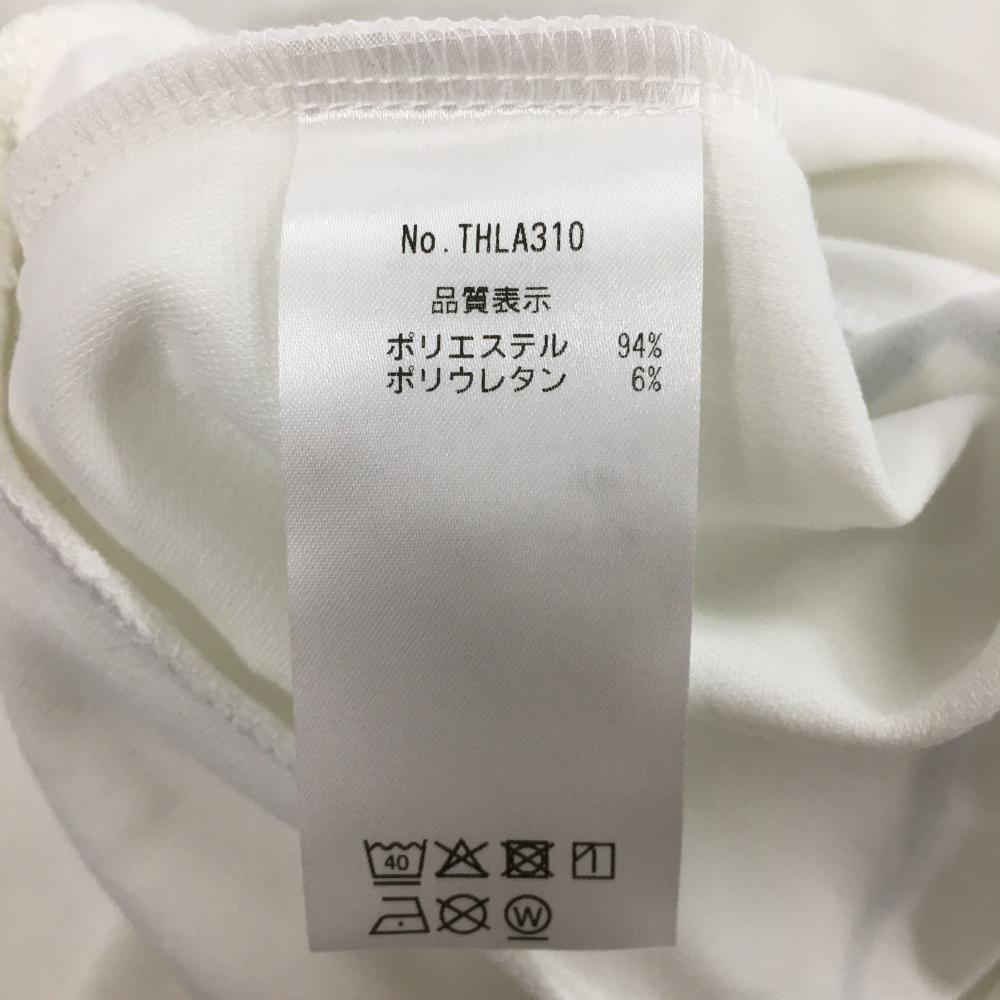 No.THLA310
品質表示
ポリエステル 94%
ポリウレタン 6%
40
W